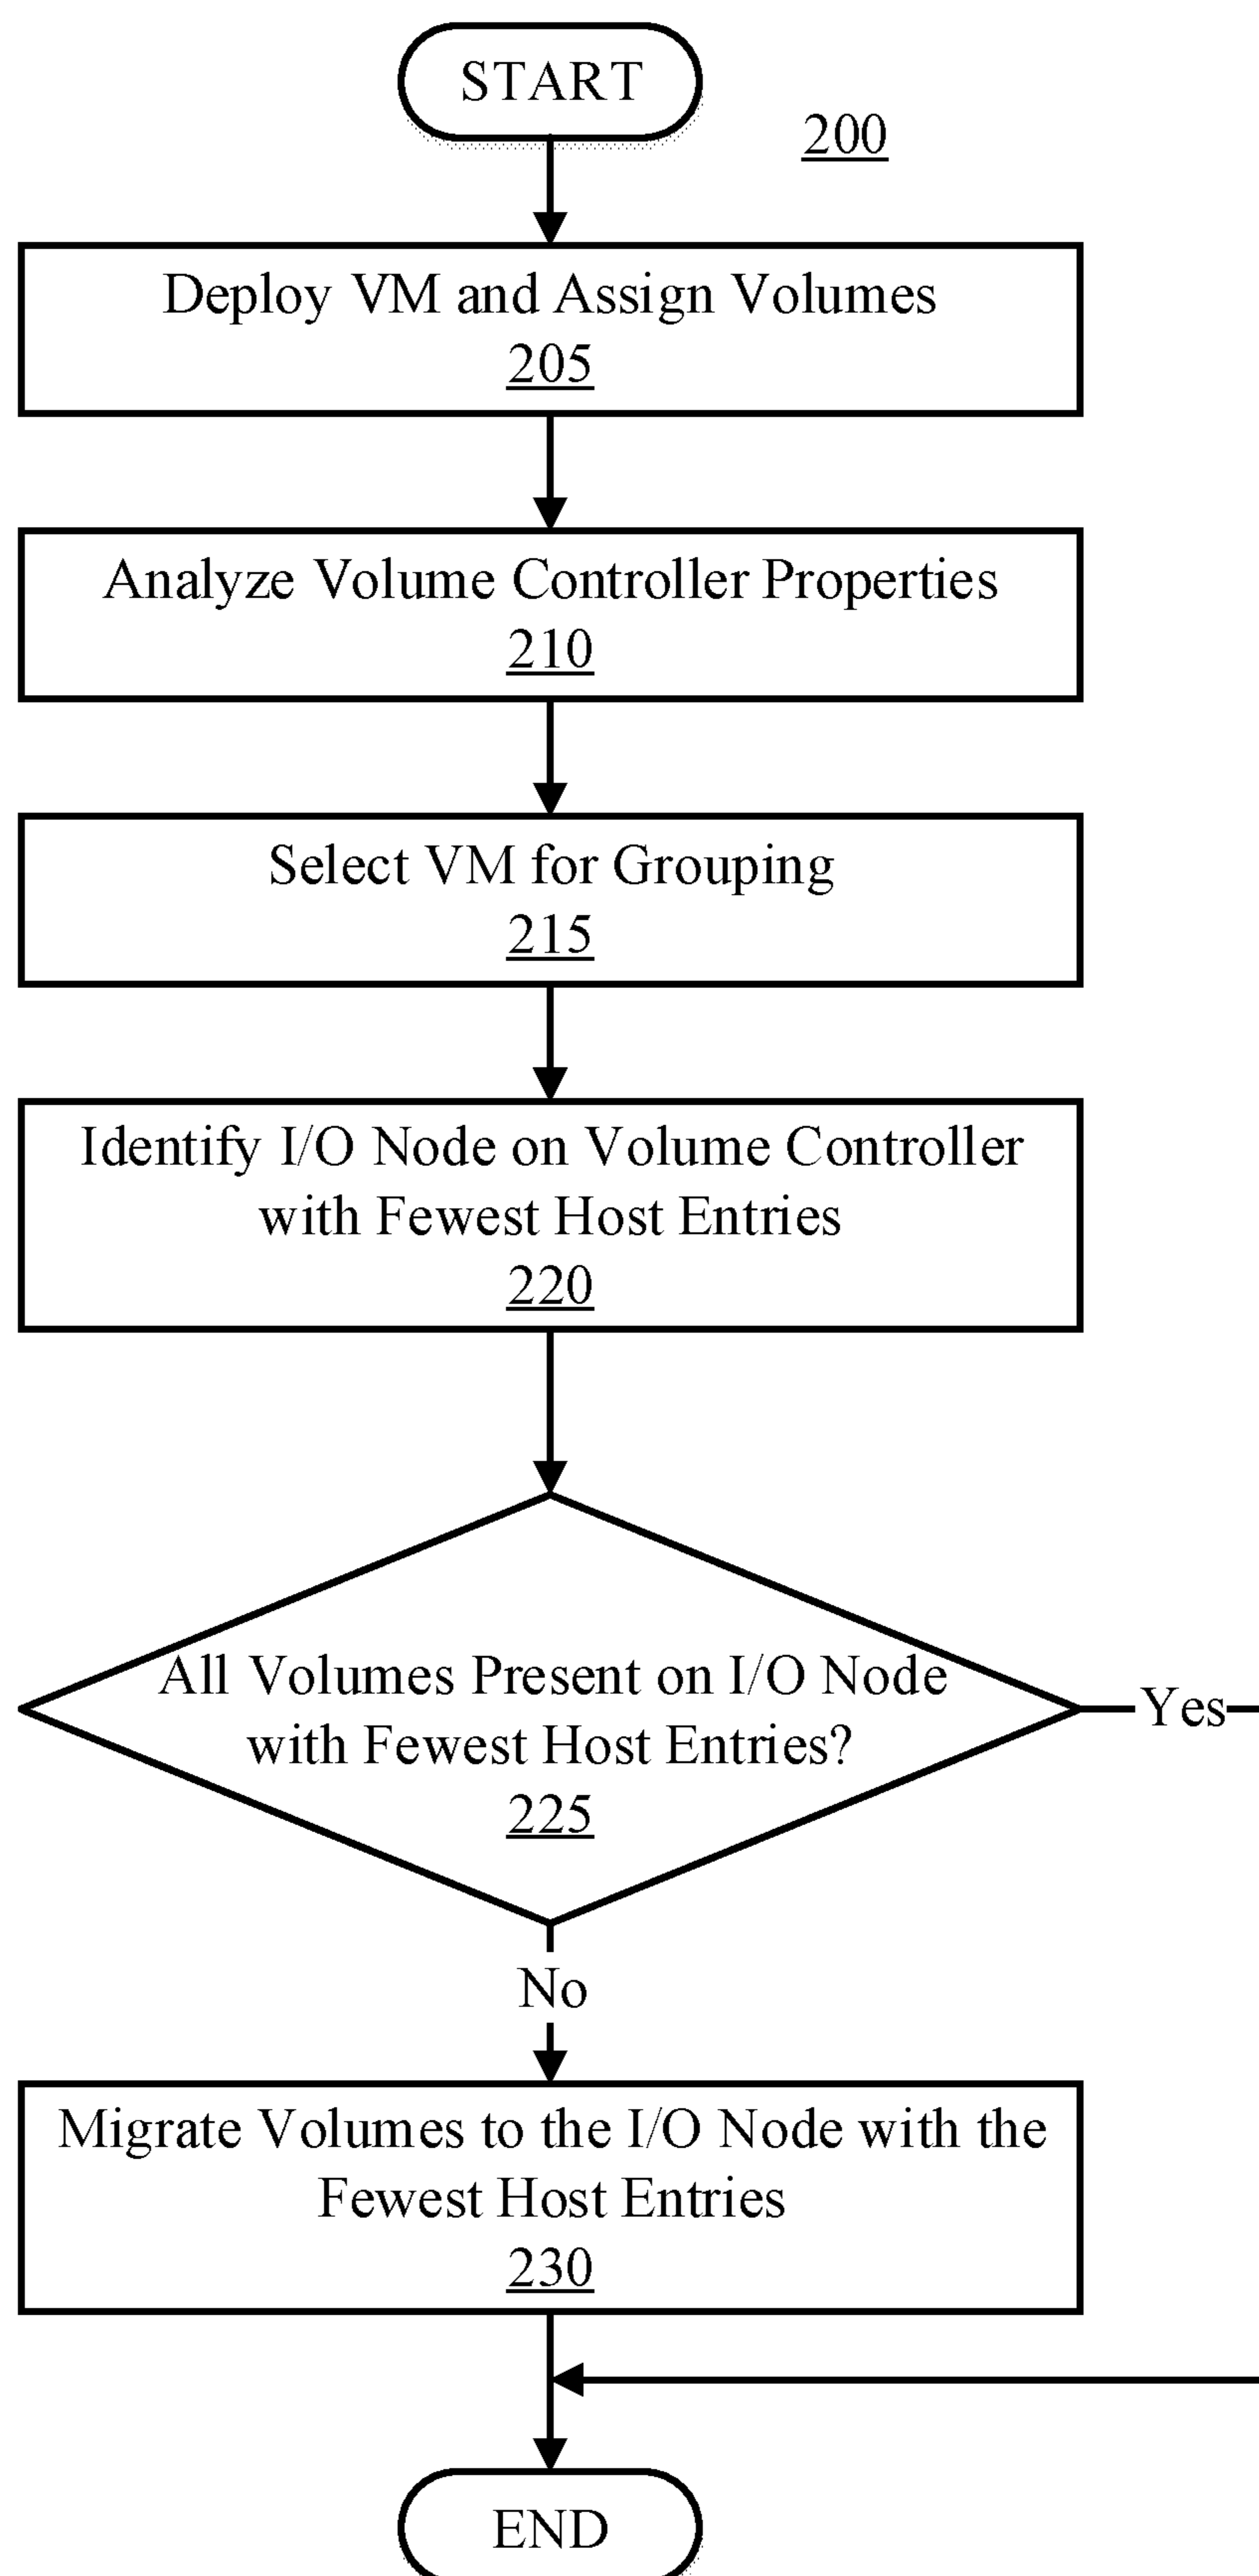 START
200
Deploy VM and Assign Volumes
205
Analyze Volume Controller Properties
210
Select VM for Grouping
215
Identify I/O Node on Volume Controller
with Fewest Host Entries
220
All Volumes Present on I/O Node
with Fewest Host Entries?
225
Yes
No
Migrate Volumes to the I/O Node with the
Fewest Host Entries
230
END